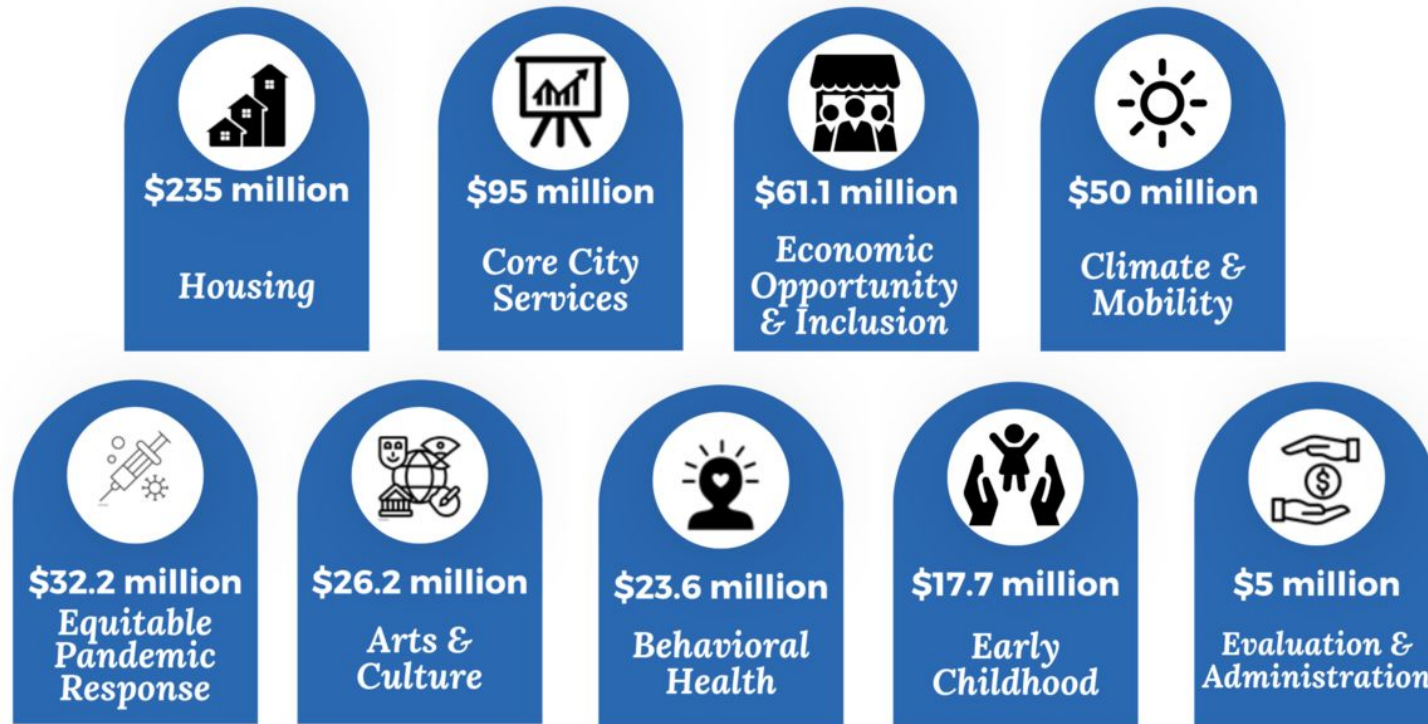 $235 million
Housing
$95 million
Core City
Services
$61.1 million
Economic
Opportunity
& Inclusion
$50 million
Climate &
Mobility
$32.2 million
Equitable
Pandemic
Response
$26.2 million
Arts &
Culture
$23.6 million
Behavioral
Health
$17.7 million
Early
Childhood
$5 million
Evaluation &
Administration